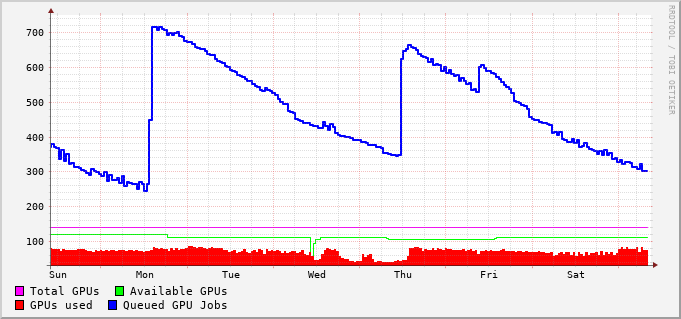 700
600
500
400
300
200
100
Sun Mon Tue Wed Thu Fri Sat
Total GPUs Available GPUs
GPUs used Queued GPU Jobs
RRDTOOL / TOBI OETIKER